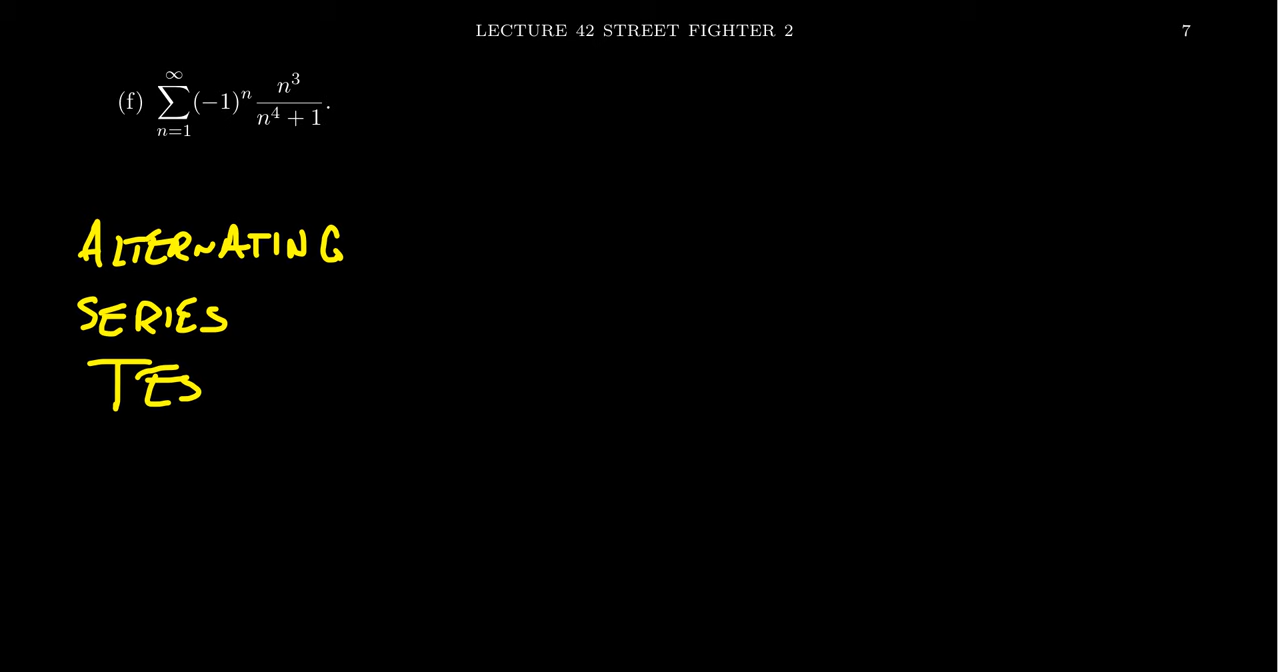 LECTURE 42 STREET FIGHTER 2 7
(f) $\sum_{n=1}^{\infty} (-1)^n \frac{n^3}{n^4 + 1}$.
ALTERNATING
SERIES
TES